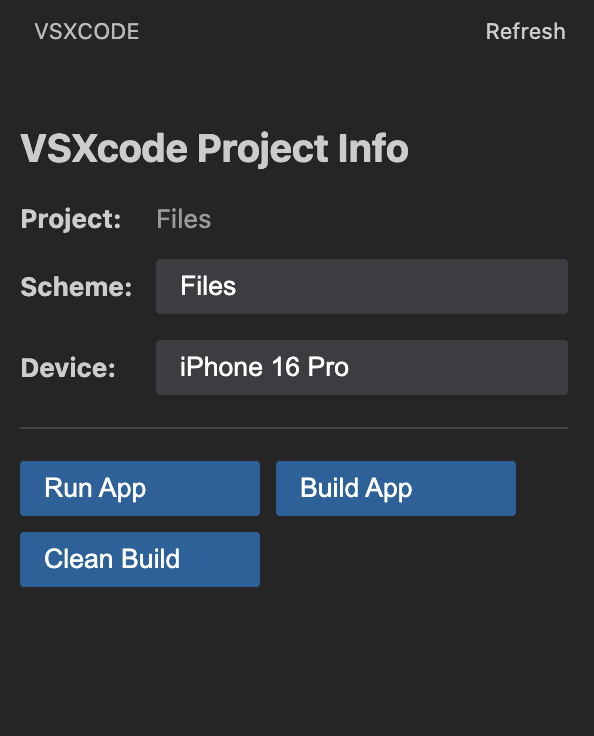 VSXCODE Refresh
VSXcode Project Info
Project: Files
Scheme: Files
Device: iPhone 16 Pro
Run App Build App
Clean Build